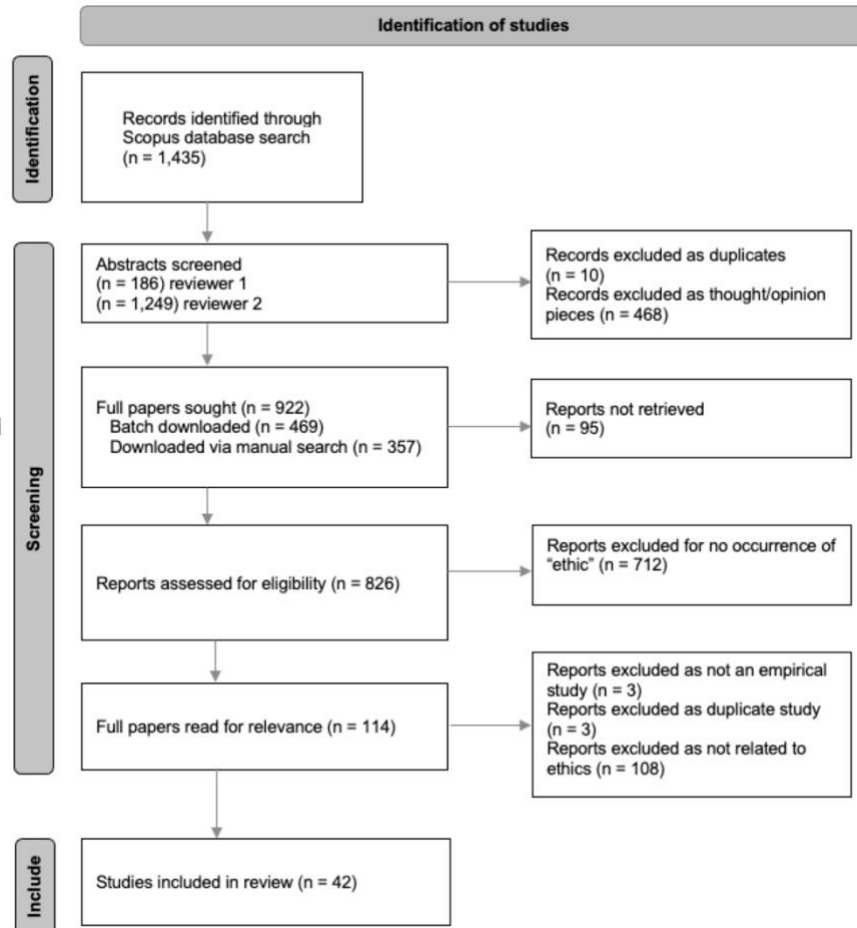 Identification of studies
Identification
Records identified through
Scopus database search
(n = 1,435)
Screening
Abstracts screened
(n = 186) reviewer 1
(n = 1,249) reviewer 2
Records excluded as duplicates
(n = 10)
Records excluded as thought/opinion
pieces (n = 468)
Full papers sought (n = 922)
Batch downloaded (n = 469)
Downloaded via manual search (n = 357)
Reports not retrieved
(n = 95)
Reports assessed for eligibility (n = 826)
Reports excluded for no occurrence of
“ethic” (n = 712)
Full papers read for relevance (n = 114)
Reports excluded as not an empirical
study (n = 3)
Reports excluded as duplicate study
(n = 3)
Reports excluded as not related to
ethics (n = 108)
Include
Studies included in review (n = 42)